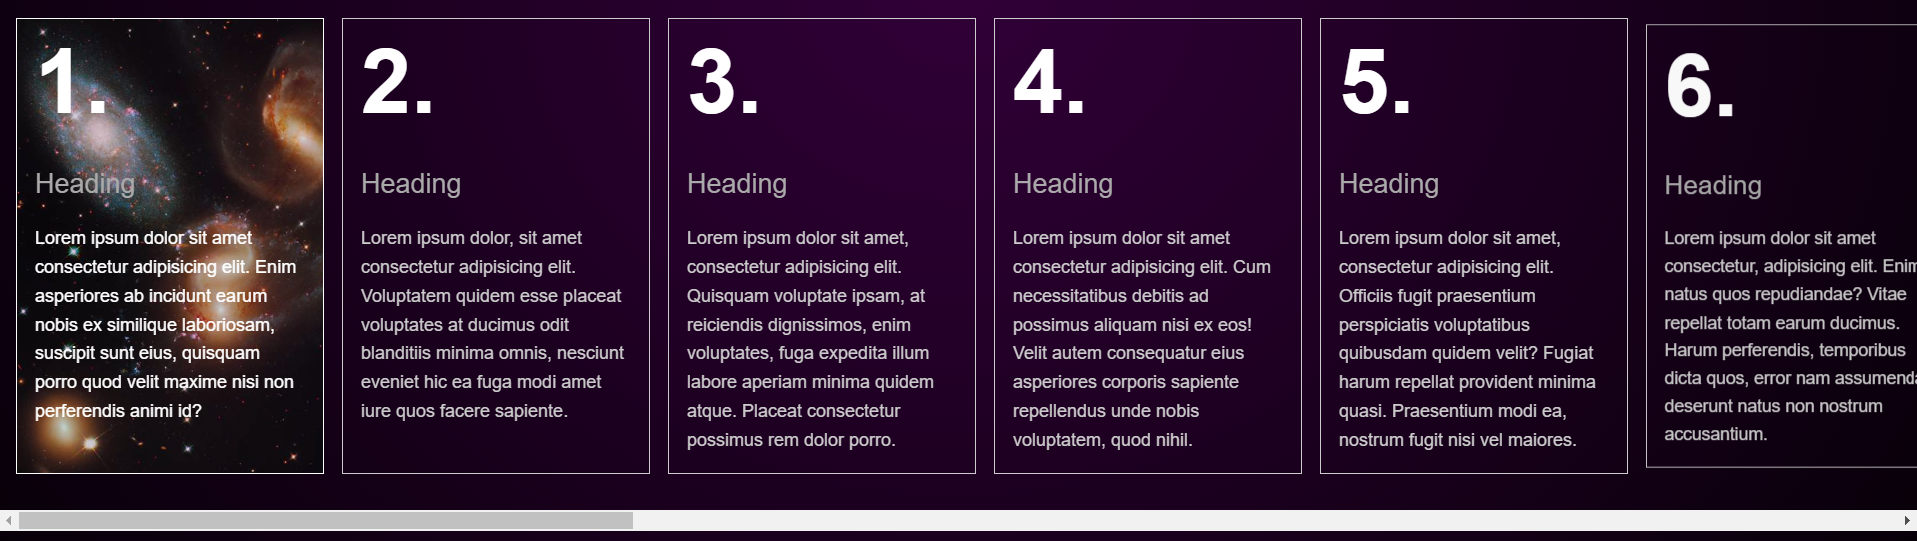 1.
Heading
Lorem ipsum dolor sit amet
consectetur adipisicing elit. Enim
asperiores ab incidunt earum
nobis ex similique laboriosam,
suscipit sunt eius, quisquam
porro quod velit maxime nisi non
perferendis animi id?
2.
Heading
Lorem ipsum dolor, sit amet
consectetur adipisicing elit.
Voluptatem quidem esse placeat
voluptates at ducimus odit
blanditiis minima omnis, nesciunt
eveniet hic ea fuga modi amet
iure quos facere sapiente.
3.
Heading
Lorem ipsum dolor sit amet,
consectetur adipisicing elit.
Quisquam voluptate ipsam, at
reiciendis dignissimos, enim
voluptates, fuga expedita illum
labore aperiam minima quidem
atque. Placeat consectetur
possimus rem dolor porro.
4.
Heading
Lorem ipsum dolor sit amet
consectetur adipisicing elit. Cum
necessitatibus debitis ad
possimus aliquam nisi ex eos!
Velit autem consequatur eius
asperiores corporis sapiente
repellendus unde nobis
voluptatem, quod nihil.
5.
Heading
Lorem ipsum dolor sit amet,
consectetur adipisicing elit.
Officiis fugit praesentium
perspiciatis voluptatibus
quibusdam quidem velit? Fugiat
harum repellat provident minima
quasi. Praesentium modi ea,
nostrum fugit nisi vel maiores.
6.
Heading
Lorem ipsum dolor sit amet
consectetur, adipisicing elit. Enim
natus quos repudiandae? Vitae
repellat totam earum ducimus.
Harum perferendis, temporibus
dicta quos, error nam assumenda
deserunt natus non nostrum
accusantium.